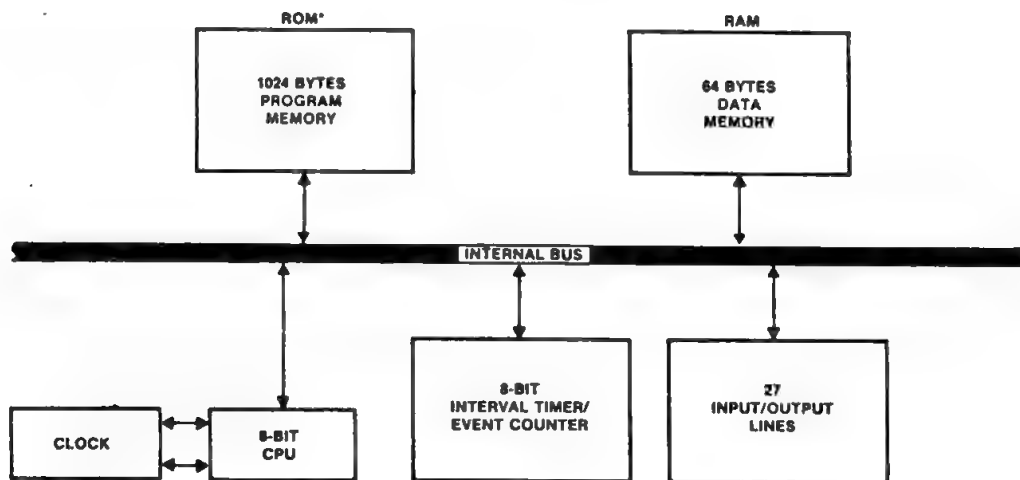 ROM*
1024 BYTES
PROGRAM
MEMORY
RAM
64 BYTES
DATA
MEMORY
INTERNAL BUS
CLOCK
8-BIT
CPU
8-BIT
INTERVAL TIMER/
EVENT COUNTER
27
INPUT/OUTPUT
LINES